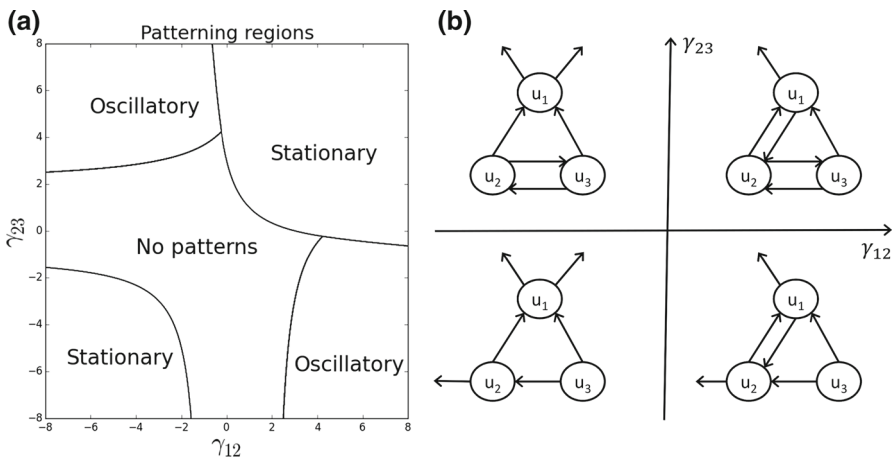 (a)
Patterning regions
8
6
4
2
0
−2
−4
−6
−8
γ23
Oscillatory
Stationary
No patterns
Stationary
Oscillatory
−8 −6 −4 −2 0 2 4 6 8
γ12
(b)
γ23
γ12
u1
u2 u3
u1
u2 u3
u1
u2 u3
u1
u2 u3